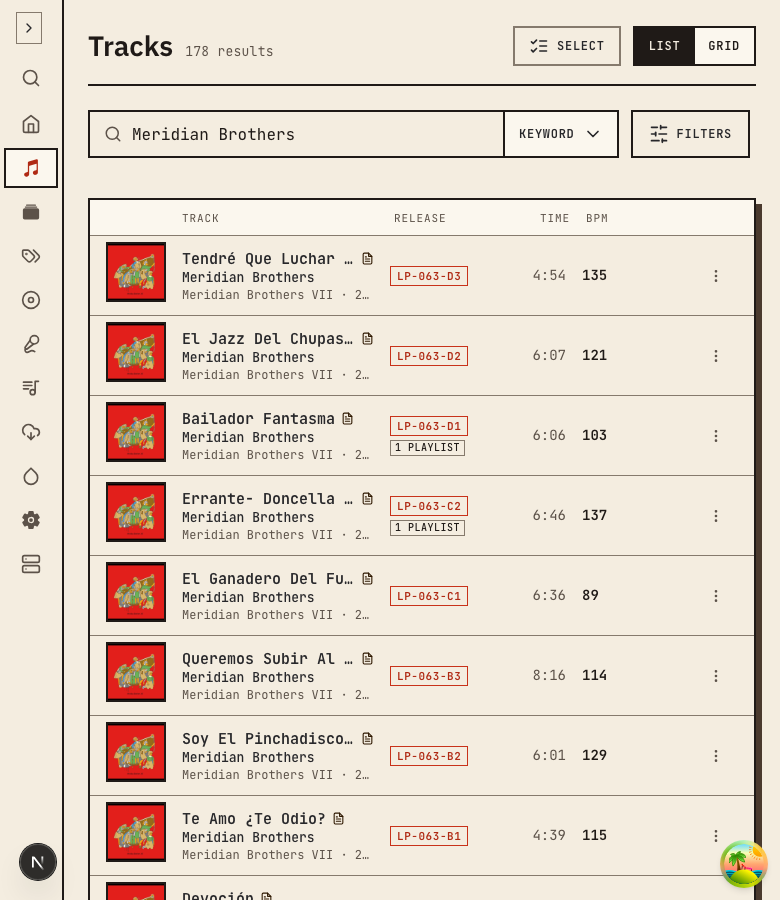 Tracks 178 results
SELECT
LIST GRID
Meridian Brothers
KEYWORD
FILTERS
TRACK RELEASE TIME BPM
Tendré Que Luchar …
Meridian Brothers
Meridian Brothers VII · 2…
LP-063-D3
4:54 135
El Jazz Del Chupas…
Meridian Brothers
Meridian Brothers VII · 2…
LP-063-D2
6:07 121
Bailador Fantasma
Meridian Brothers
Meridian Brothers VII · 2…
LP-063-D1
1 PLAYLIST
6:06 103
Errante- Doncella …
Meridian Brothers
Meridian Brothers VII · 2…
LP-063-C2
1 PLAYLIST
6:46 137
El Ganadero Del Fu…
Meridian Brothers
Meridian Brothers VII · 2…
LP-063-C1
6:36 89
Queremos Subir Al …
Meridian Brothers
Meridian Brothers VII · 2…
LP-063-B3
8:16 114
Soy El Pinchadisco…
Meridian Brothers
Meridian Brothers VII · 2…
LP-063-B2
6:01 129
Te Amo ¿Te Odio?
Meridian Brothers
Meridian Brothers VII · 2…
LP-063-B1
4:39 115
Devoción
N